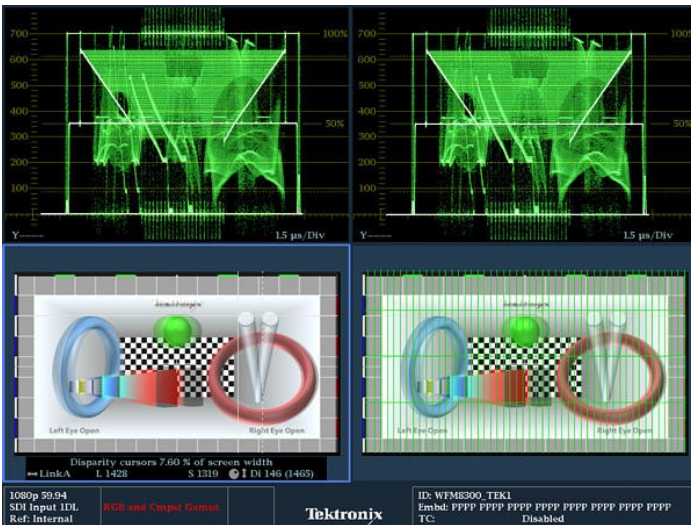 700 100% 700 100%
600 600
500 500
400 400
50% 50%
300 300
200 200
100 100
Y---- 1.5 µs/Div Y---- 1.5 µs/Div
Tektronix
Left Eye Open Right Eye Open Left Eye Open Right Eye Open
Disparity cursors 7.60 % of screen width
LinkA L 1428 S 1319 Di 146 (1465)
1080p 59.94
SDI Input 1DL
Ref: Internal
RGB and Cmpsl Gamut
Tektronix
ID: WFM8300_TEK1
Embd: PPPP PPPP PPPP PPPP PPPP PPPP PPPP PPPP
TC: Disabled